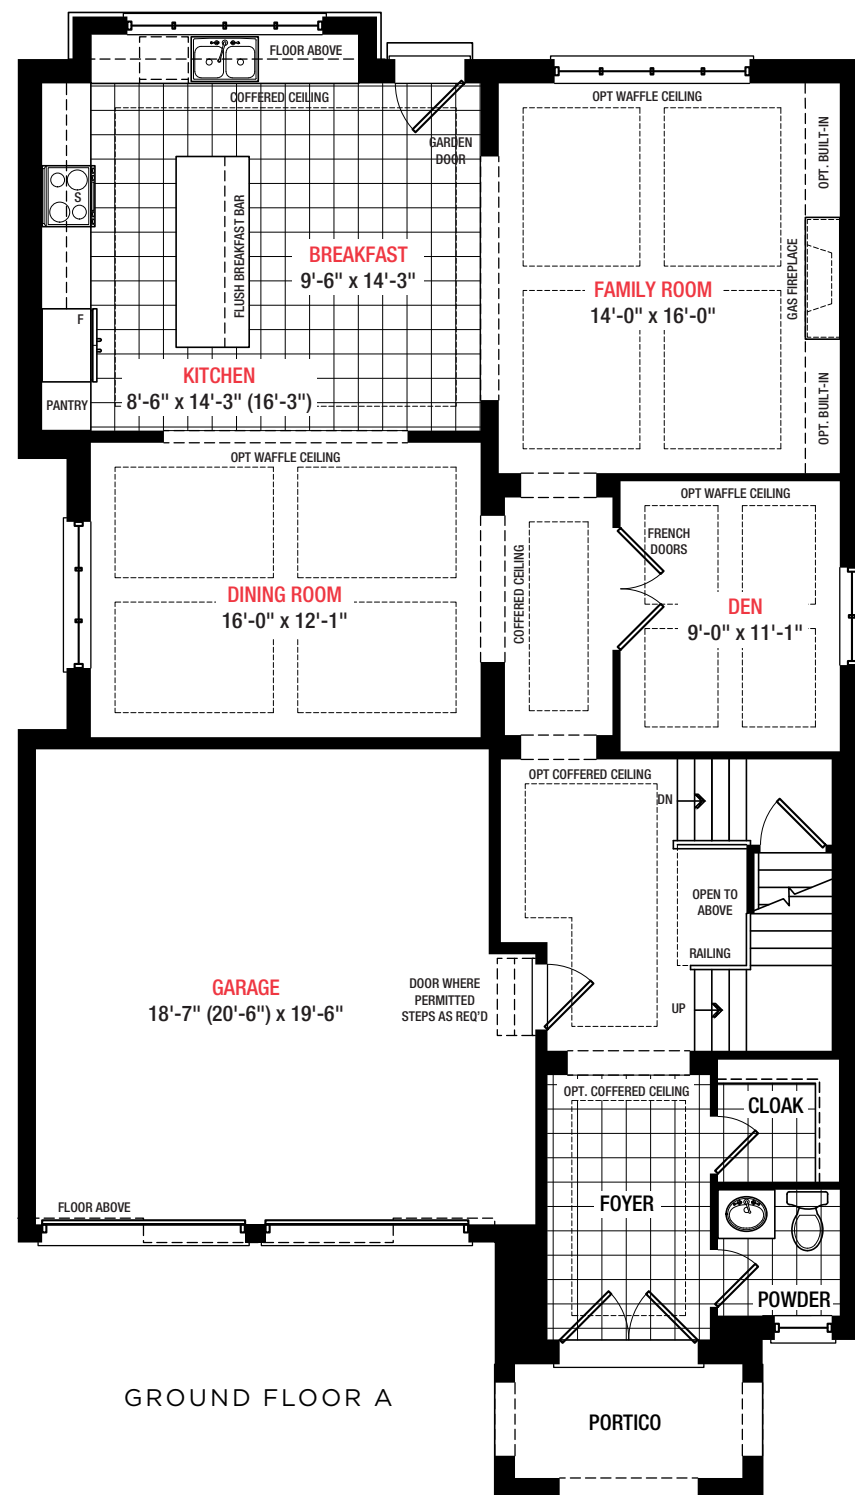 FLOOR ABOVE
COFFERED CEILING
GARDEN
DOOR
OPT WAFFLE CEILING
OPT. BUILT-IN
S
FLUSH BREAKFAST BAR
BREAKFAST
9'-6" x 14'-3"
GAS FIREPLACE
FAMILY ROOM
14'-0" x 16'-0"
F
KITCHEN
8'-6" x 14'-3" (16'-3")
PANTRY
OPT. BUILT-IN
OPT WAFFLE CEILING
DINING ROOM
16'-0" x 12'-1"
COFFERED CEILING
OPT WAFFLE CEILING
FRENCH
DOORS
DEN
9'-0" x 11'-1"
OPT COFFERED CEILING
DN
OPEN TO
ABOVE
RAILING
UP
GARAGE
18'-7" (20'-6") x 19'-6"
DOOR WHERE
PERMITTED
STEPS AS REQ'D
OPT. COFFERED CEILING
CLOAK
FLOOR ABOVE
FOYER
POWDER
GROUND FLOOR A
PORTICO